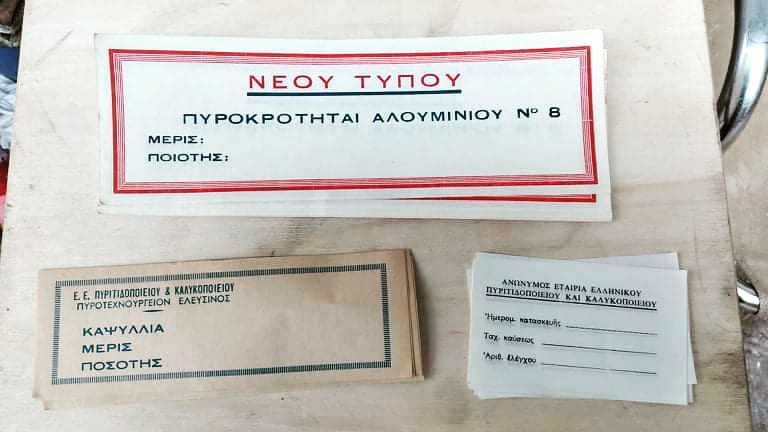 ΝΕΟΥ ΤΥΠΟΥ
ΠΥΡΟΚΡΟΤΗΤΑΙ ΑΛΟΥΜΙΝΙΟΥ Νο 8
ΜΕΡΙΣ:
ΠΟΙΟΤΗΣ:
Ε. Ε. ΠΥΡΙΤΙΔΟΠΟΙΕΙΟΥ & ΚΑΛΥΚΟΠΟΙΕΙΟΥ
ΠΥΡΟΤΕΧΝΟΥΡΓΕΙΟΝ ΕΛΕΥΣΙΝΟΣ
ΚΑΨΥΛΛΙΑ
ΜΕΡΙΣ
ΠΟΣΟΤΗΣ
ΑΝΩΝΥΜΟΣ ΕΤΑΙΡΙΑ ΕΛΛΗΝΙΚΟΥ
ΠΥΡΙΤΙΔΟΠΟΙΕΙΟΥ ΚΑΙ ΚΑΛΥΚΟΠΟΙΕΙΟΥ
Ἡμερομ. κατασκευῆς
Ταχ. καύσεως
Ἀριθ. ἐλέγχου